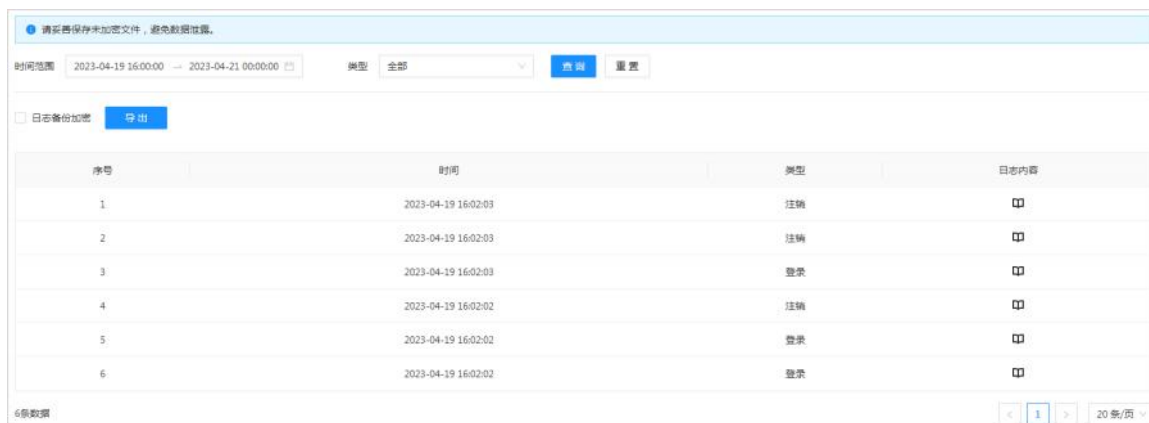 请妥善保存未加密文件，避免数据泄露。
时间范围 2023-04-19 16:00:00 → 2023-04-21 00:00:00 类型 全部 查询 重置
日志备份加密 导出
序号 时间 类型 日志内容
1 2023-04-19 16:02:03 注销
2 2023-04-19 16:02:03 注销
3 2023-04-19 16:02:03 登录
4 2023-04-19 16:02:02 注销
5 2023-04-19 16:02:02 登录
6 2023-04-19 16:02:02 登录
6条数据 < 1 > 20 条/页